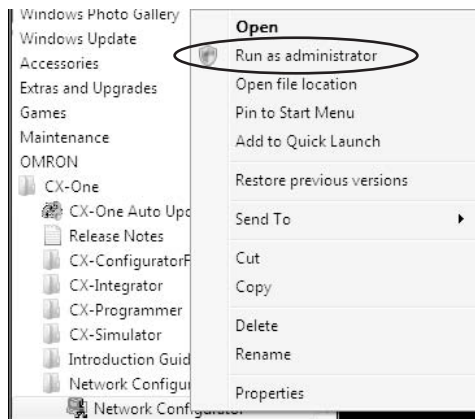 Windows Photo Gallery
Windows Update
Accessories
Extras and Upgrades
Games
Maintenance
OMRON
CX-One
CX-One Auto Upd
Release Notes
CX-ConfiguratorF
CX-Integrator
CX-Programmer
CX-Simulator
Introduction Guid
Network Configur
Network Configurator
Open
Run as administrator
Open file location
Pin to Start Menu
Add to Quick Launch
Restore previous versions
Send To
Cut
Copy
Delete
Rename
Properties